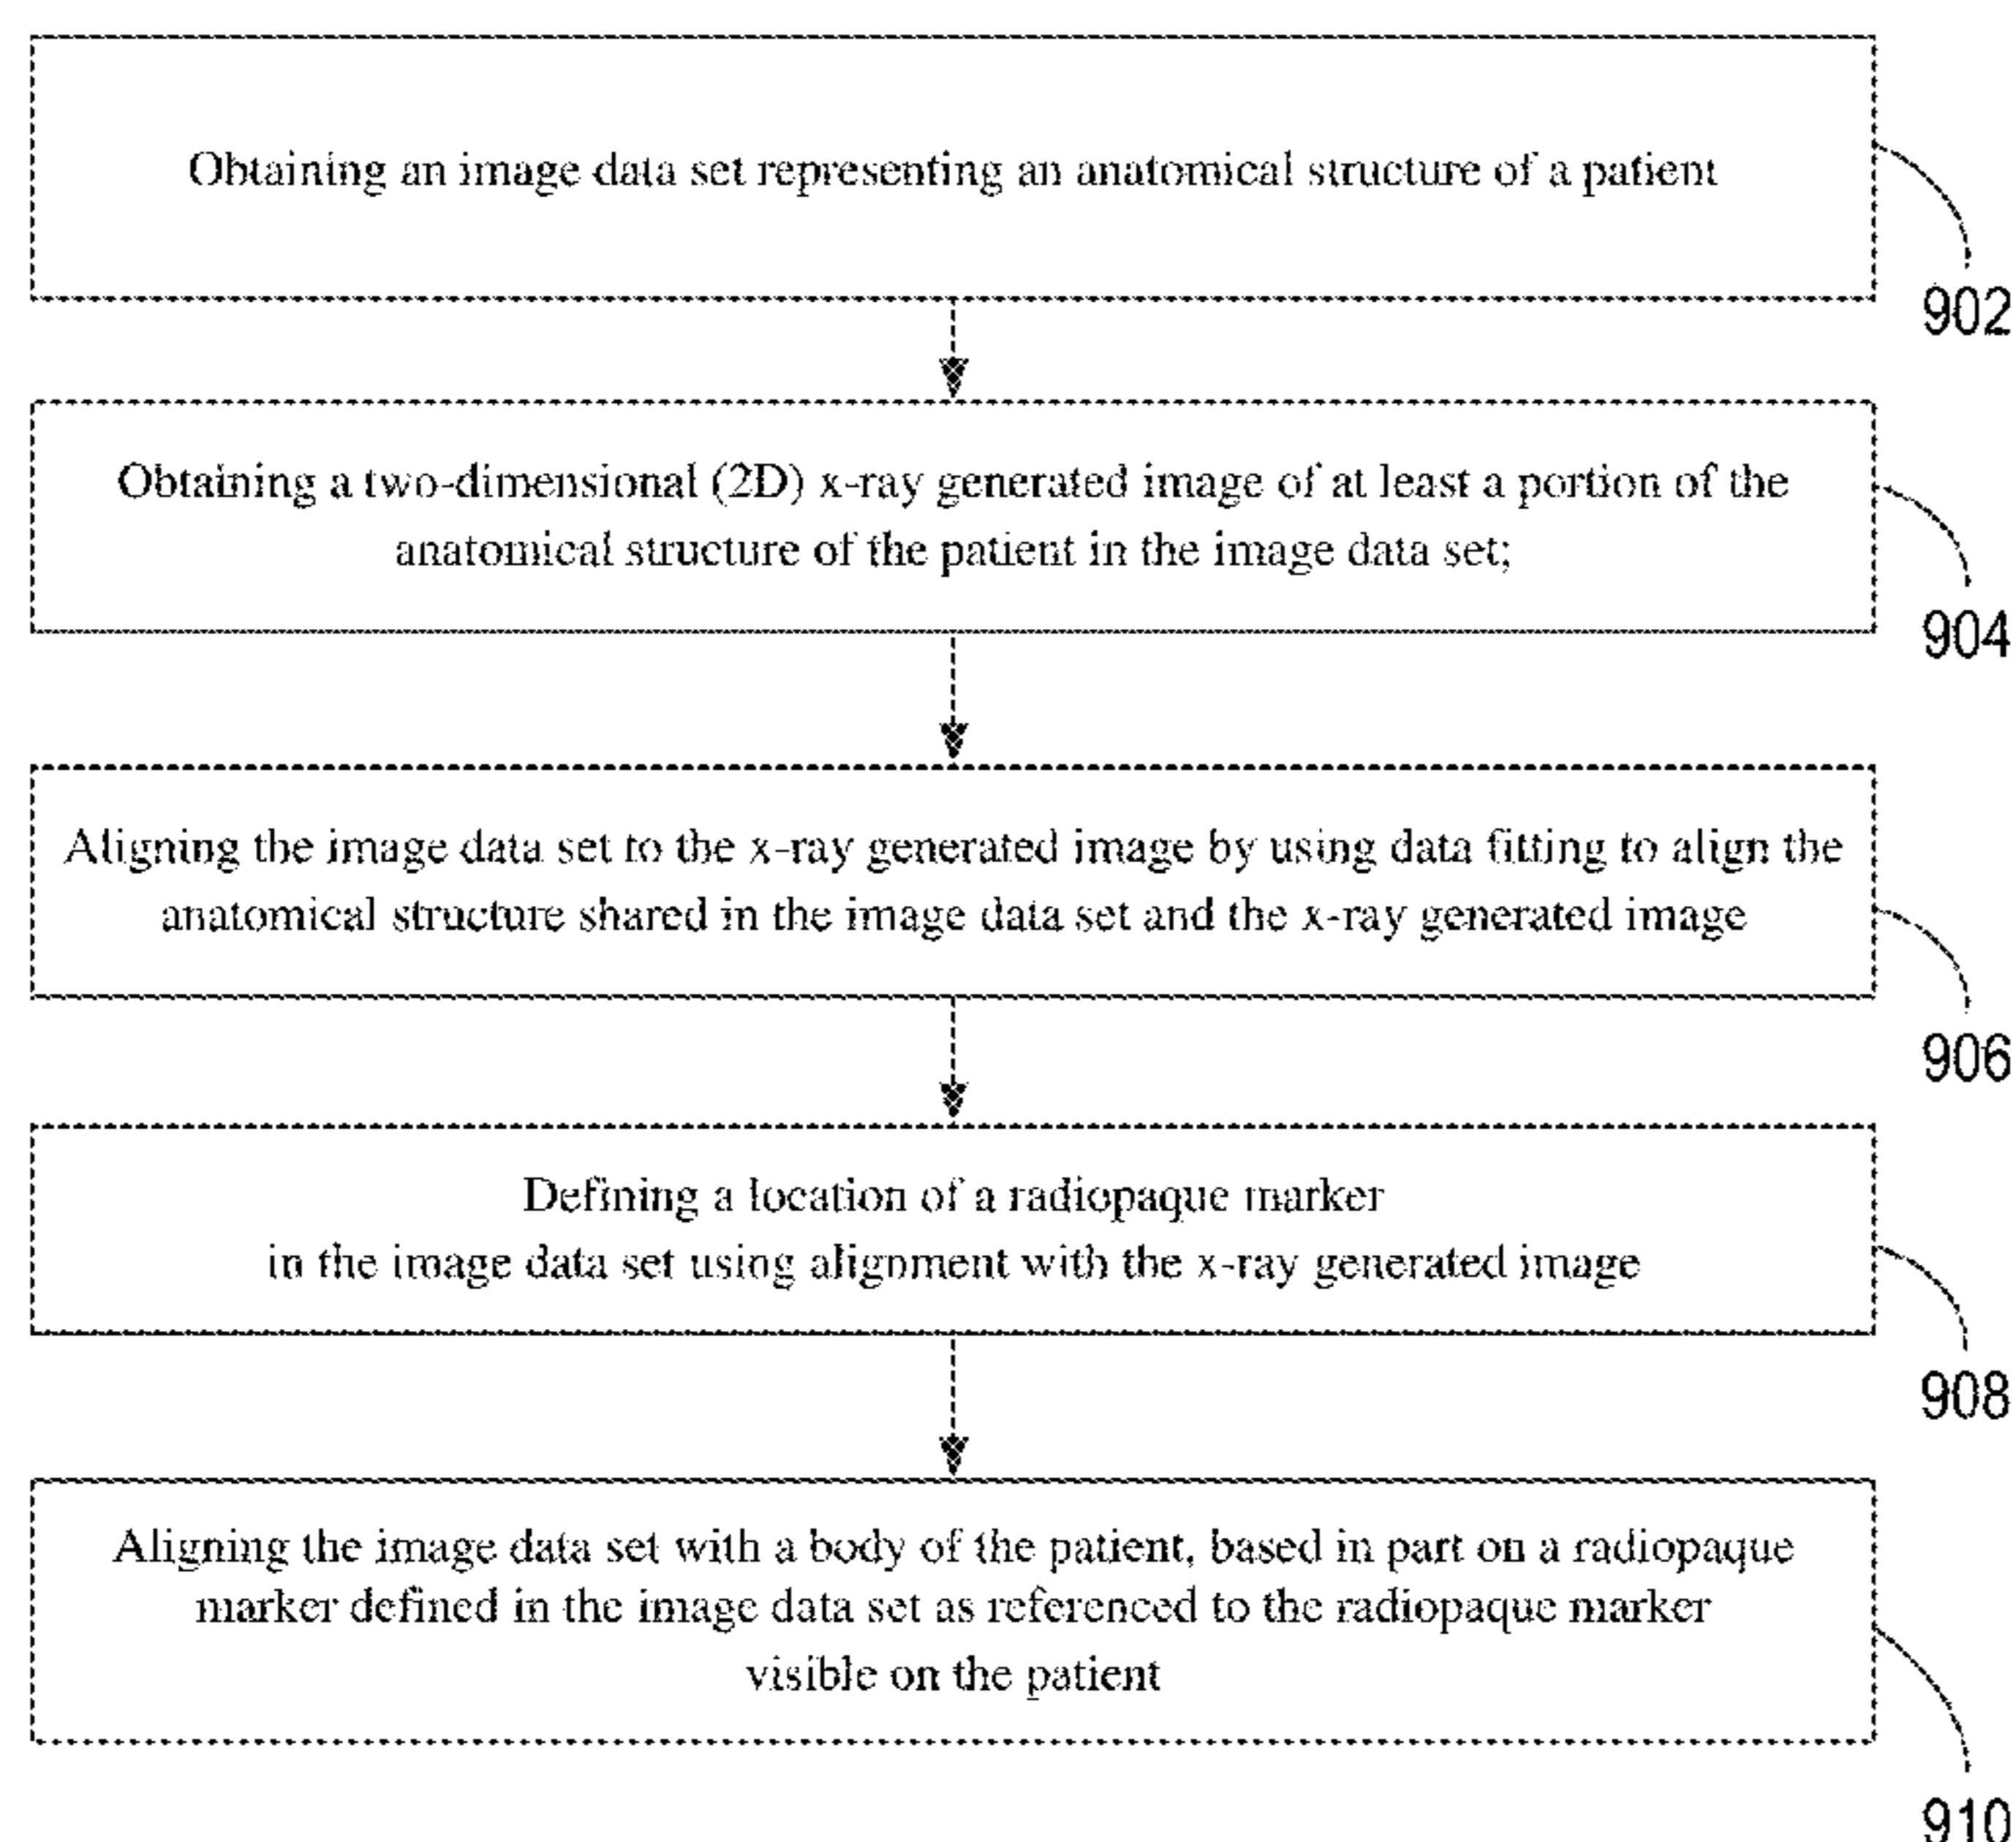 Obtaining an image data set representing an anatomical structure of a patient
902
Obtaining a two-dimensional (2D) x-ray generated image of at least a portion of the
anatomical structure of the patient in the image data set;
904
Aligning the image data set to the x-ray generated image by using data fitting to align the
anatomical structure shared in the image data set and the x-ray generated image
906
Defining a location of a radiopaque marker
in the image data set using alignment with the x-ray generated image
908
Aligning the image data set with a body of the patient, based in part on a radiopaque
marker defined in the image data set as referenced to the radiopaque marker
visible on the patient
910